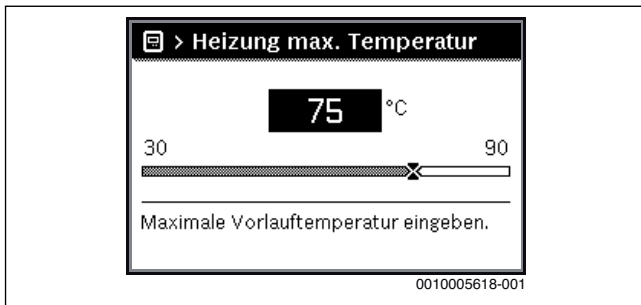 > Heizung max. Temperatur
75 °C
30 90
Maximale Vorlauftemperatur eingeben.
0010005618-001